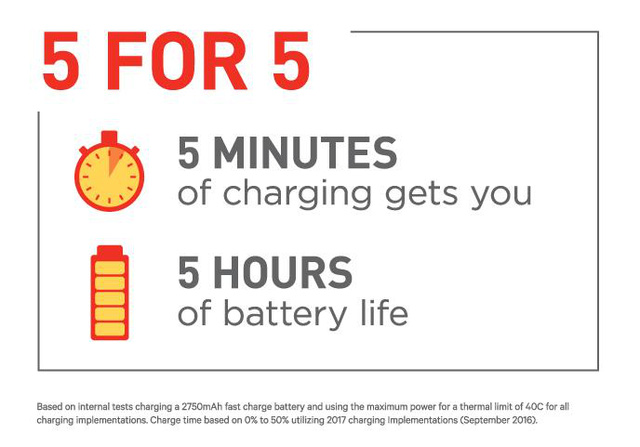 5 FOR 5
5 MINUTES
of charging gets you
5 HOURS
of battery life
Based on internal tests charging a 2750mAh fast charge battery and using the maximum power for a thermal limit of 40C for all
charging implementations. Charge time based on 0% to 50% utilizing 2017 charging implementations (September 2016).